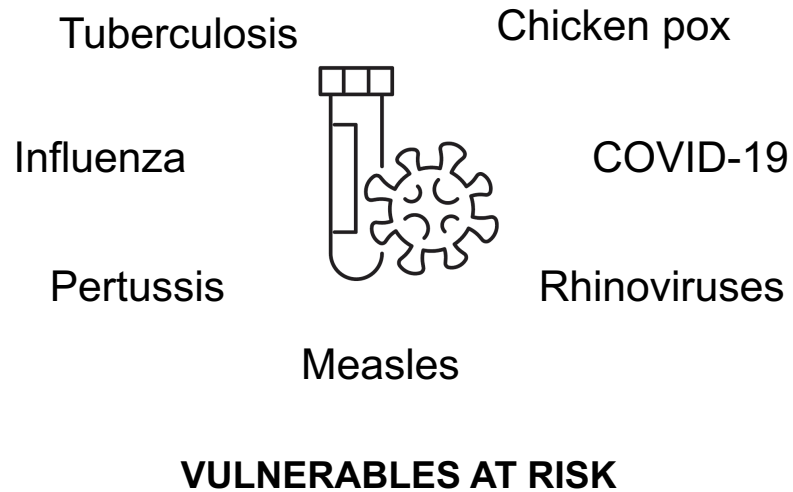 Tuberculosis
Chicken pox
Influenza
COVID-19
Pertussis
Rhinoviruses
Measles
VULNERABLES AT RISK